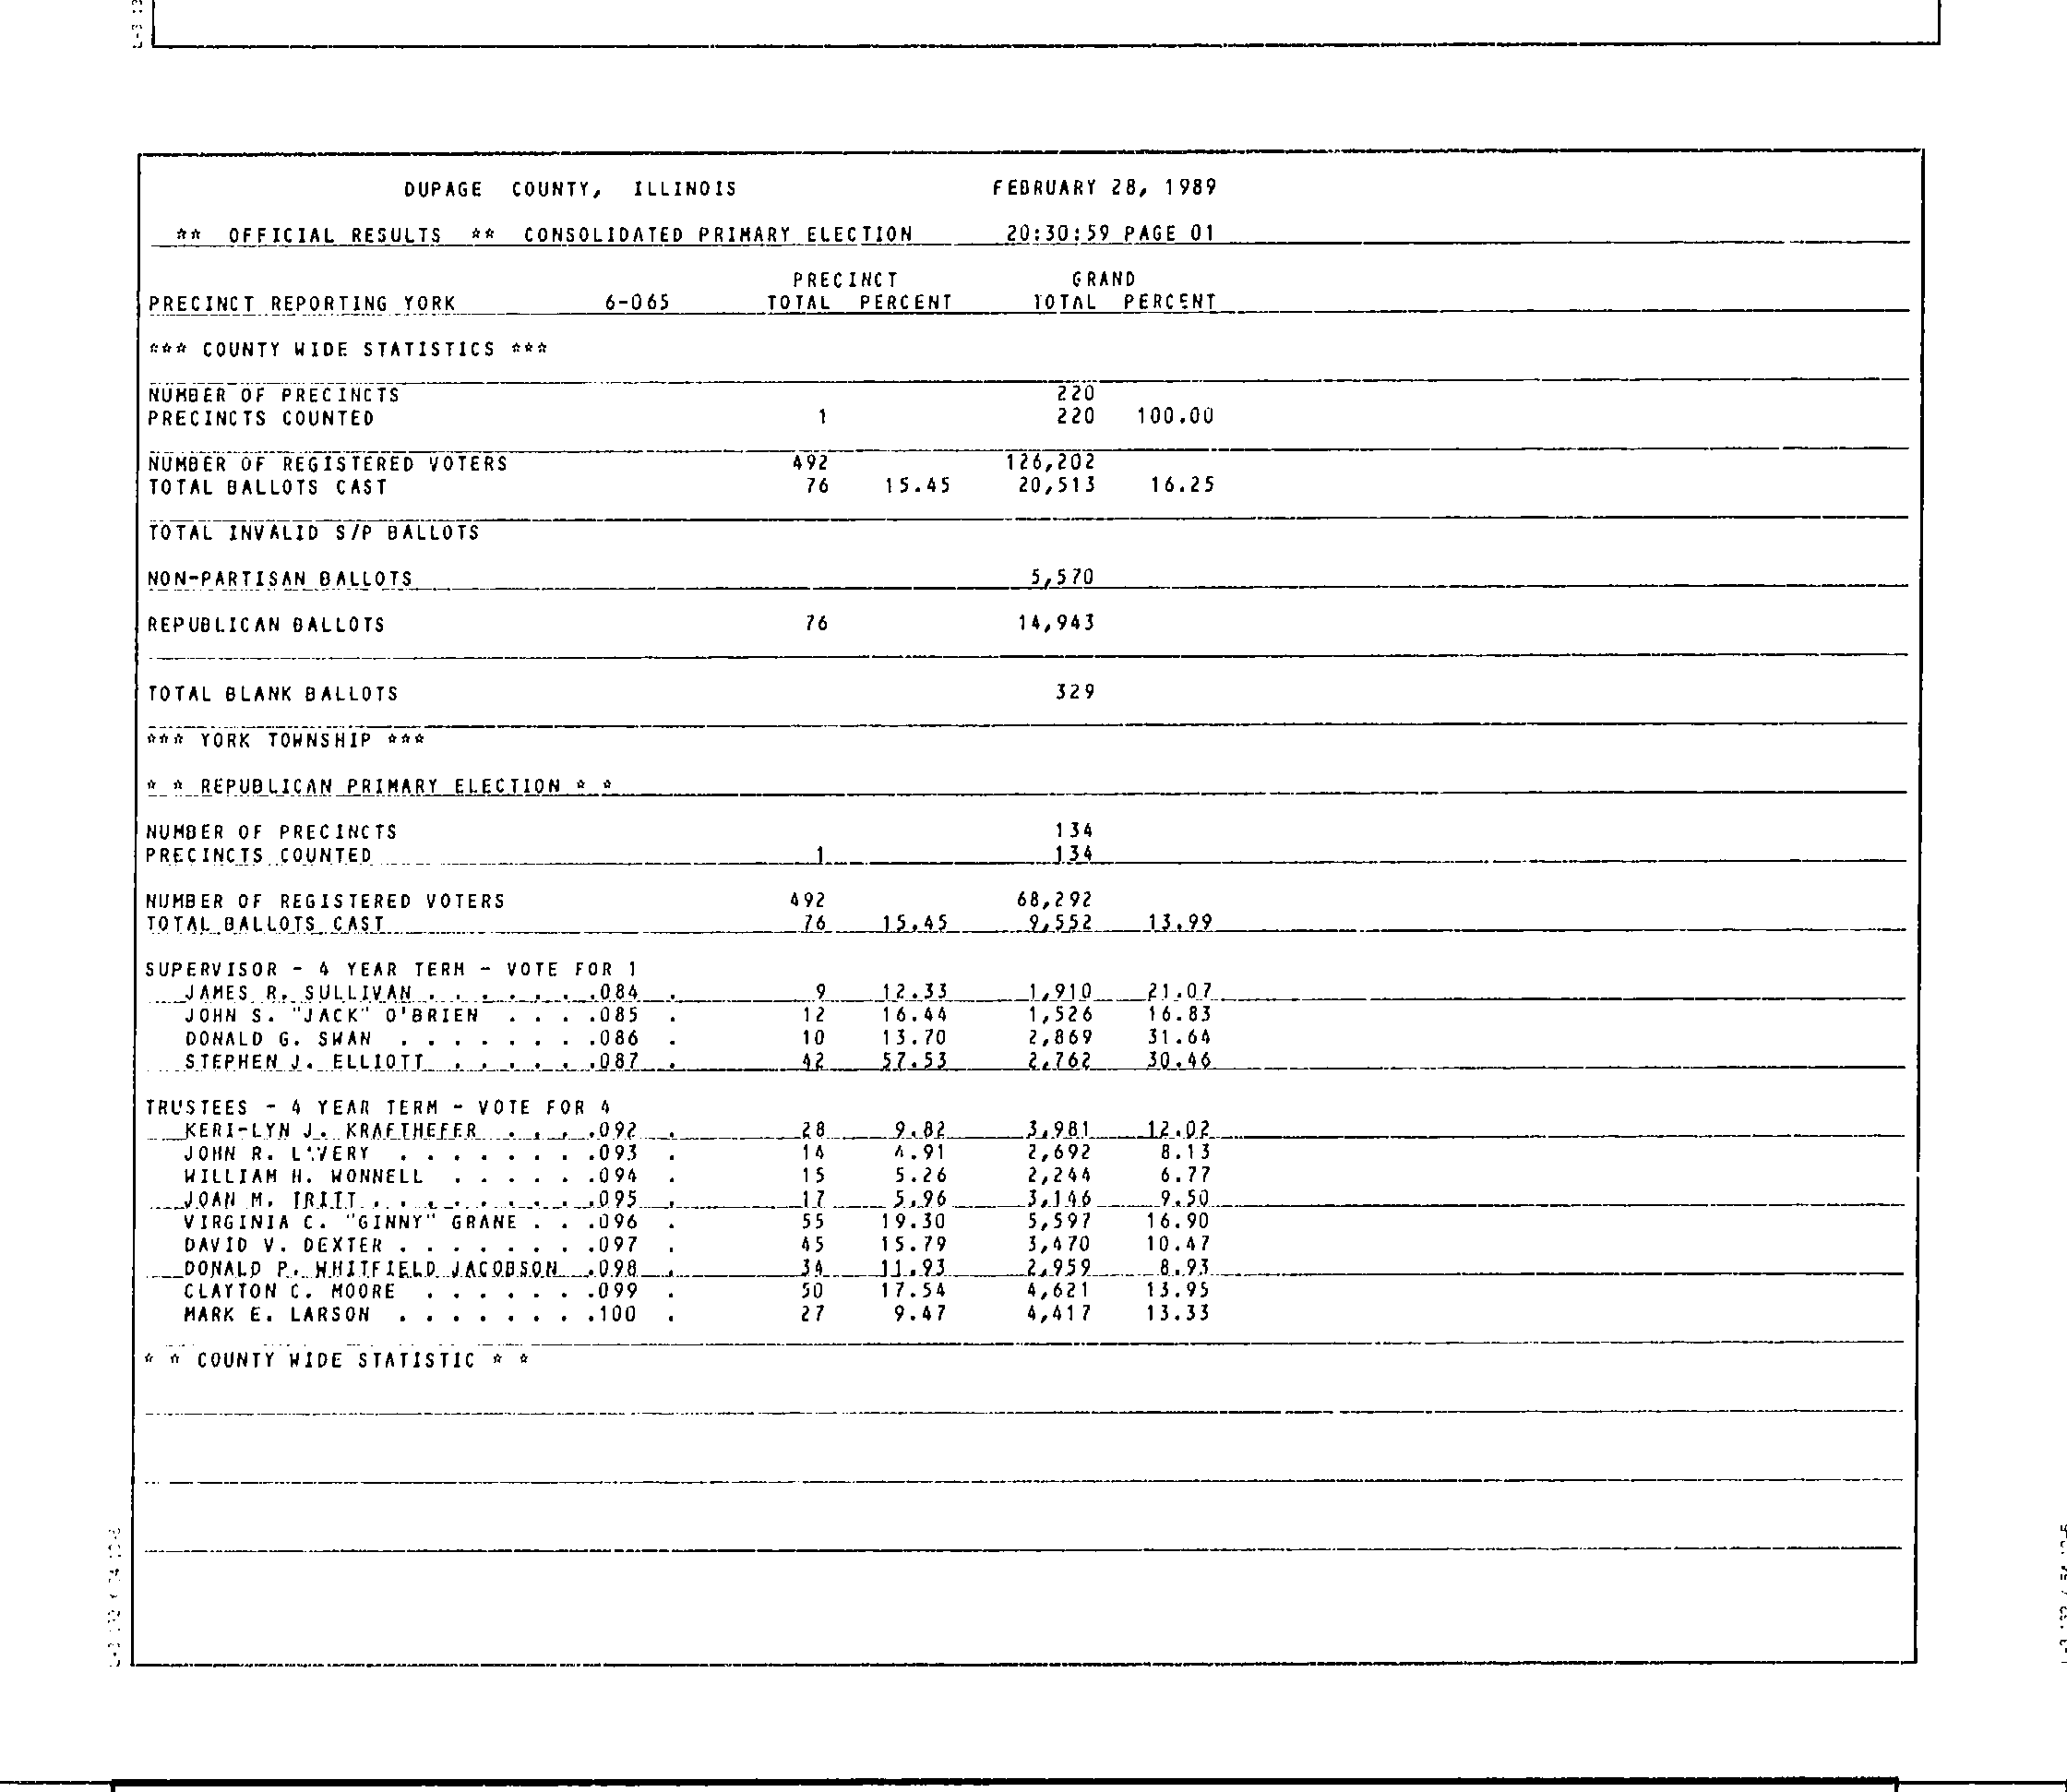 DUPAGE COUNTY, ILLINOIS FEBRUARY 28, 1989
** OFFICIAL RESULTS ** CONSOLIDATED PRIMARY ELECTION 20:30:59 PAGE 01
PRECINCT GRAND
PRECINCT REPORTING YORK 6-065 TOTAL PERCENT TOTAL PERCENT
*** COUNTY WIDE STATISTICS ***
NUMBER OF PRECINCTS 220
PRECINCTS COUNTED 1 220 100.00
NUMBER OF REGISTERED VOTERS 492 126,202
TOTAL BALLOTS CAST 76 15.45 20,513 16.25
TOTAL INVALID S/P BALLOTS
NON-PARTISAN BALLOTS 5,570
REPUBLICAN BALLOTS 76 14,943
TOTAL BLANK BALLOTS 329
*** YORK TOWNSHIP ***
* * REPUBLICAN PRIMARY ELECTION * *
NUMBER OF PRECINCTS 134
PRECINCTS COUNTED 1 134
NUMBER OF REGISTERED VOTERS 492 68,292
TOTAL BALLOTS CAST 76 15.45 9,552 13.99
SUPERVISOR - 4 YEAR TERM - VOTE FOR 1
JAMES R. SULLIVAN . . . . . . .084 . 9 12.33 1,910 21.07
JOHN S. "JACK" O'BRIEN . . . .085 . 12 16.44 1,526 16.83
DONALD G. SWAN . . . . . . . .086 . 10 13.70 2,869 31.64
STEPHEN J. ELLIOTT . . . . . .087 . 42 57.53 2,762 30.46
TRUSTEES - 4 YEAR TERM - VOTE FOR 4
KERI-LYN J. KRAFTHEFER . . . .092 . 28 9.82 3,981 12.02
JOHN R. LAVERY . . . . . . . .093 . 14 4.91 2,692 8.13
WILLIAM H. WONNELL . . . . . .094 . 15 5.26 2,244 6.77
JOAN M. TRITT . . . . . . . . .095 . 17 5.96 3,146 9.50
VIRGINIA C. "GINNY" GRANE . . .096 . 55 19.30 5,597 16.90
DAVID V. DEXTER . . . . . . . .097 . 45 15.79 3,470 10.47
DONALD P. WHITFIELD JACOBSON .098 . 34 11.93 2,959 8.93
CLAYTON C. MOORE . . . . . . .099 . 50 17.54 4,621 13.95
MARK E. LARSON . . . . . . . .100 . 27 9.47 4,417 13.33
* * COUNTY WIDE STATISTIC * *